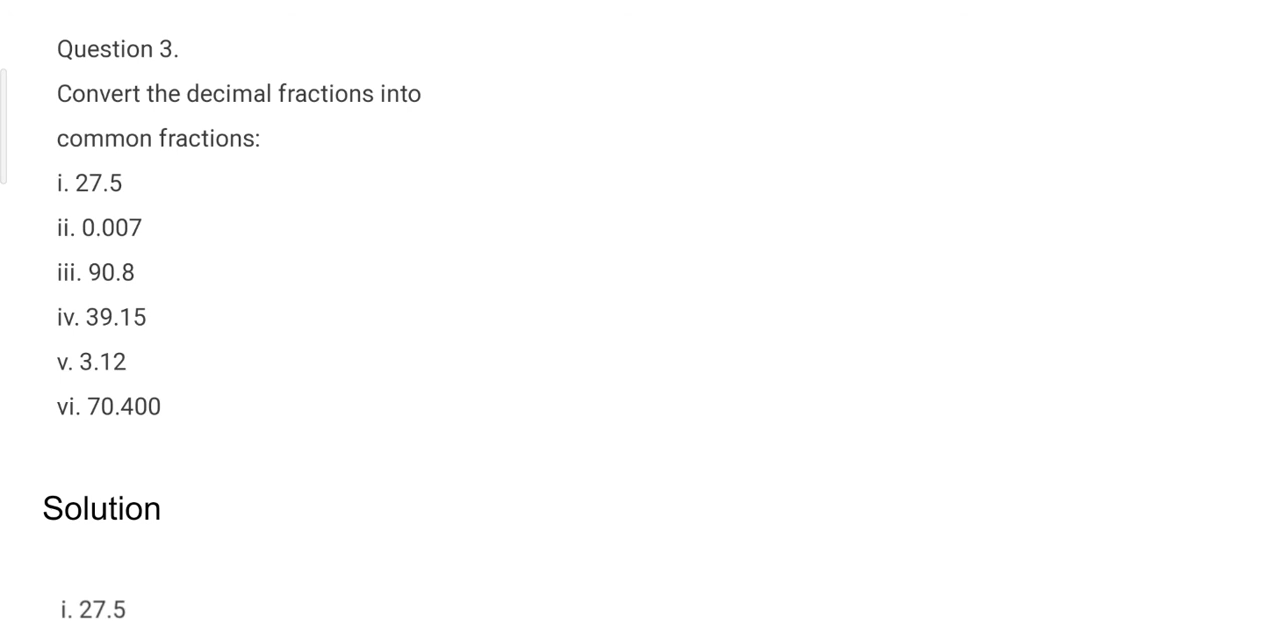 Question 3.
Convert the decimal fractions into
common fractions:
i. 27.5
ii. 0.007
iii. 90.8
iv. 39.15
v. 3.12
vi. 70.400
Solution
i. 27.5